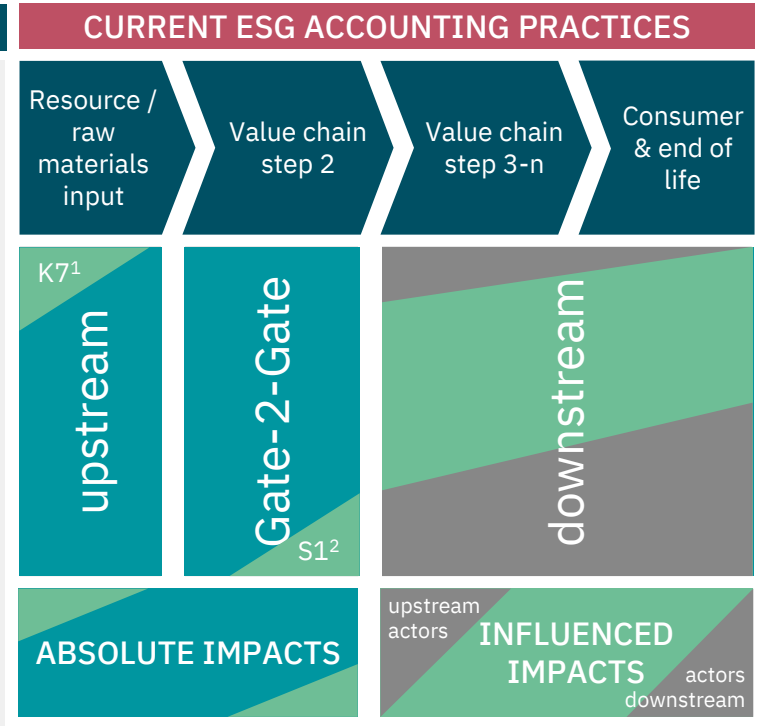 CURRENT ESG ACCOUNTING PRACTICES
Resource /
raw
materials
input
Value chain
step 2
Value chain
step 3-n
Consumer
& end of
life
K7¹
upstream
Gate-2-Gate
S1²
downstream
ABSOLUTE IMPACTS
upstream
actors
INFLUENCED
IMPACTS
actors
downstream